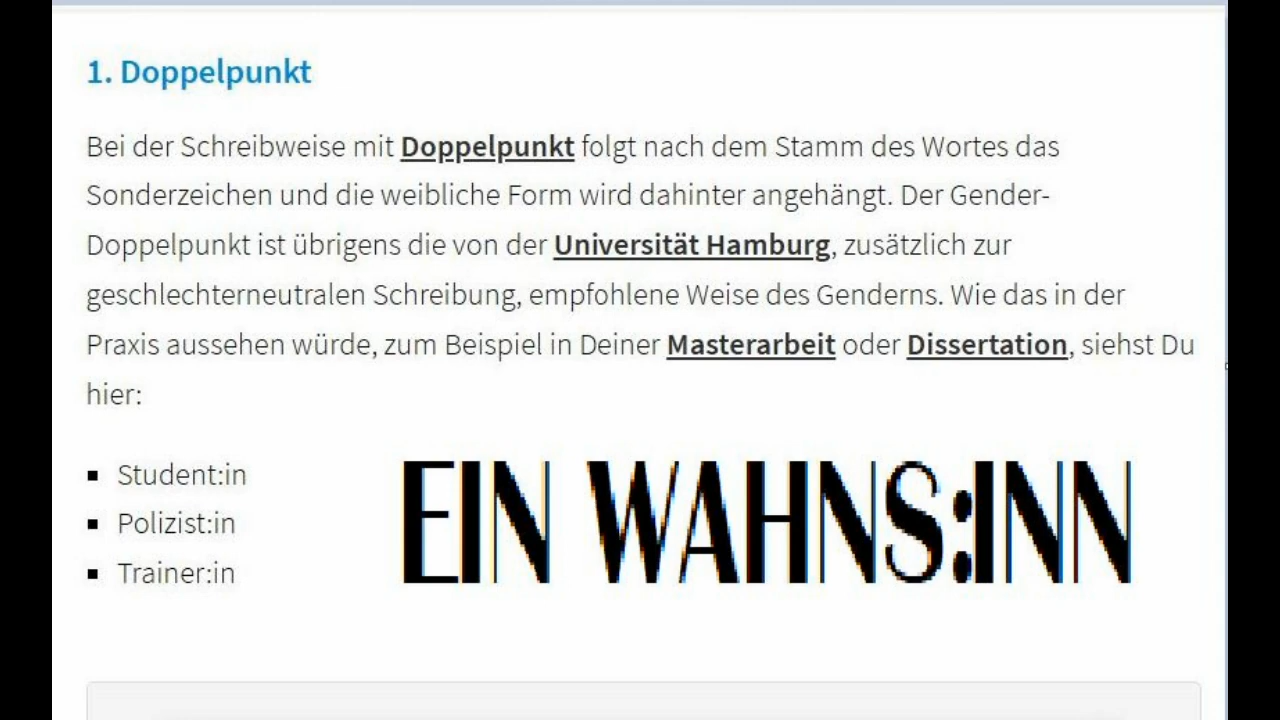 1. Doppelpunkt
Bei der Schreibweise mit Doppelpunkt folgt nach dem Stamm des Wortes das
Sonderzeichen und die weibliche Form wird dahinter angehängt. Der Gender-
Doppelpunkt ist übrigens die von der Universität Hamburg, zusätzlich zur
geschlechterneutralen Schreibung, empfohlene Weise des Genderns. Wie das in der
Praxis aussehen würde, zum Beispiel in Deiner Masterarbeit oder Dissertation, siehst Du
hier:
▪ Student:in
▪ Polizist:in
▪ Trainer:in
EIN WAHNS:INN